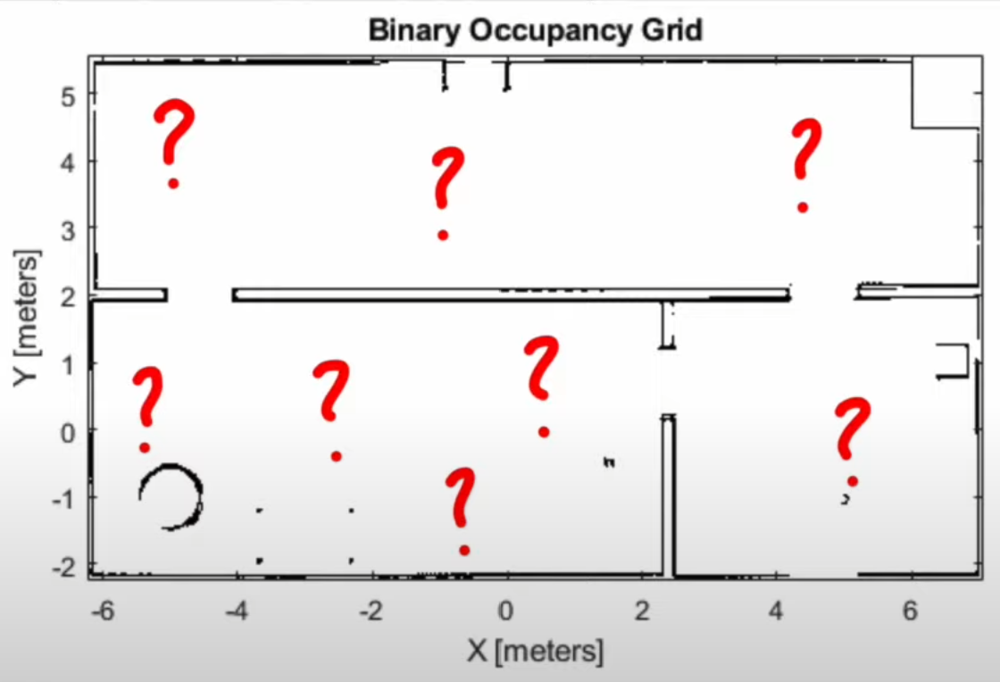 Binary Occupancy Grid
5
? ? ?
4
3
2
Y [meters]
1
? ? ? ?
0
-1
?
-2
-6 -4 -2 0 2 4 6
X [meters]